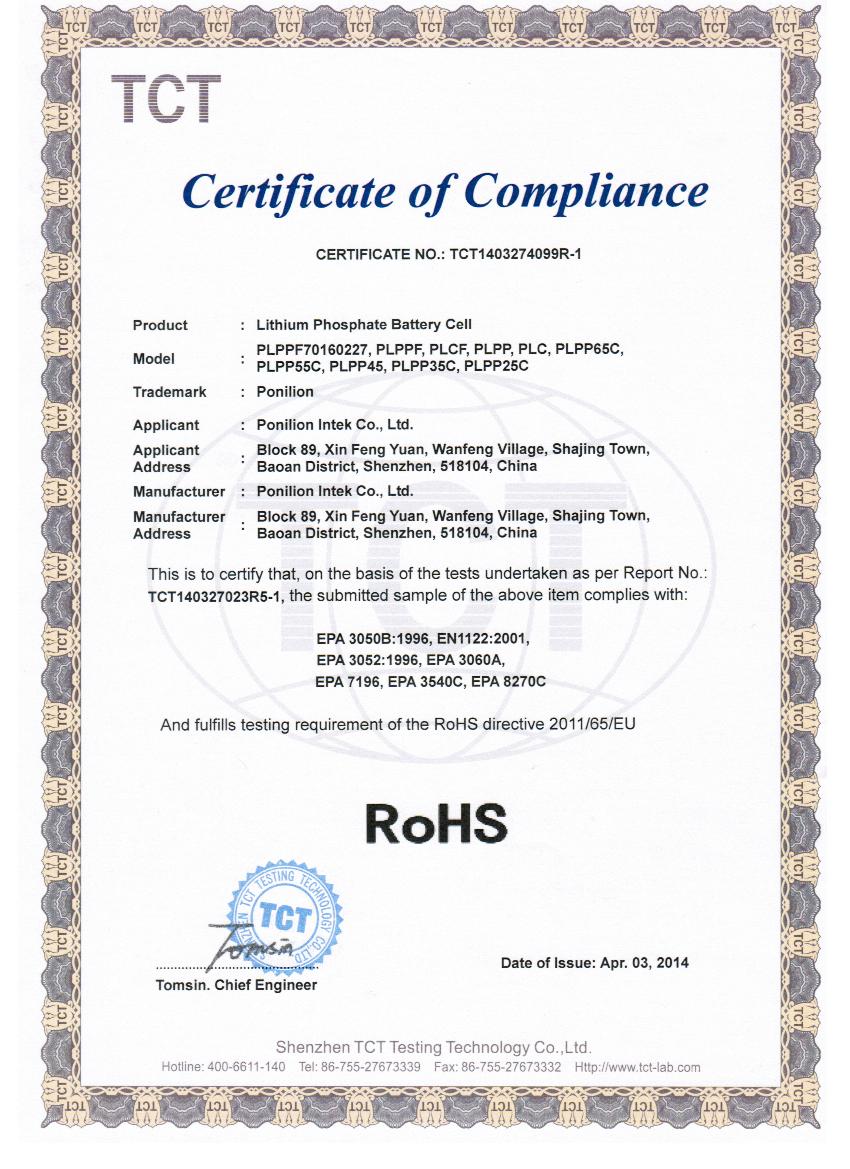 TCT
Certificate of Compliance
CERTIFICATE NO.: TCT1403274099R-1
Product : Lithium Phosphate Battery Cell
Model : PLPPF70160227, PLPPF, PLCF, PLPP, PLC, PLPP65C,
PLPP55C, PLPP45, PLPP35C, PLPP25C
Trademark : Ponilion
Applicant : Ponilion Intek Co., Ltd.
Applicant Address : Block 89, Xin Feng Yuan, Wanfeng Village, Shajing Town,
Baoan District, Shenzhen, 518104, China
Manufacturer : Ponilion Intek Co., Ltd.
Manufacturer Address : Block 89, Xin Feng Yuan, Wanfeng Village, Shajing Town,
Baoan District, Shenzhen, 518104, China
This is to certify that, on the basis of the tests undertaken as per Report No.:
TCT140327023R5-1, the submitted sample of the above item complies with:
EPA 3050B:1996, EN1122:2001,
EPA 3052:1996, EPA 3060A,
EPA 7196, EPA 3540C, EPA 8270C
And fulfills testing requirement of the RoHS directive 2011/65/EU
TCT
RoHS
SHENZHEN TCT TESTING TECHNOLOGY CO.,LTD
TCT
Tomsin
Tomsin. Chief Engineer
Date of Issue: Apr. 03, 2014
Shenzhen TCT Testing Technology Co.,Ltd.
Hotline: 400-6611-140 Tel: 86-755-27673339 Fax: 86-755-27673332 Http://www.tct-lab.com